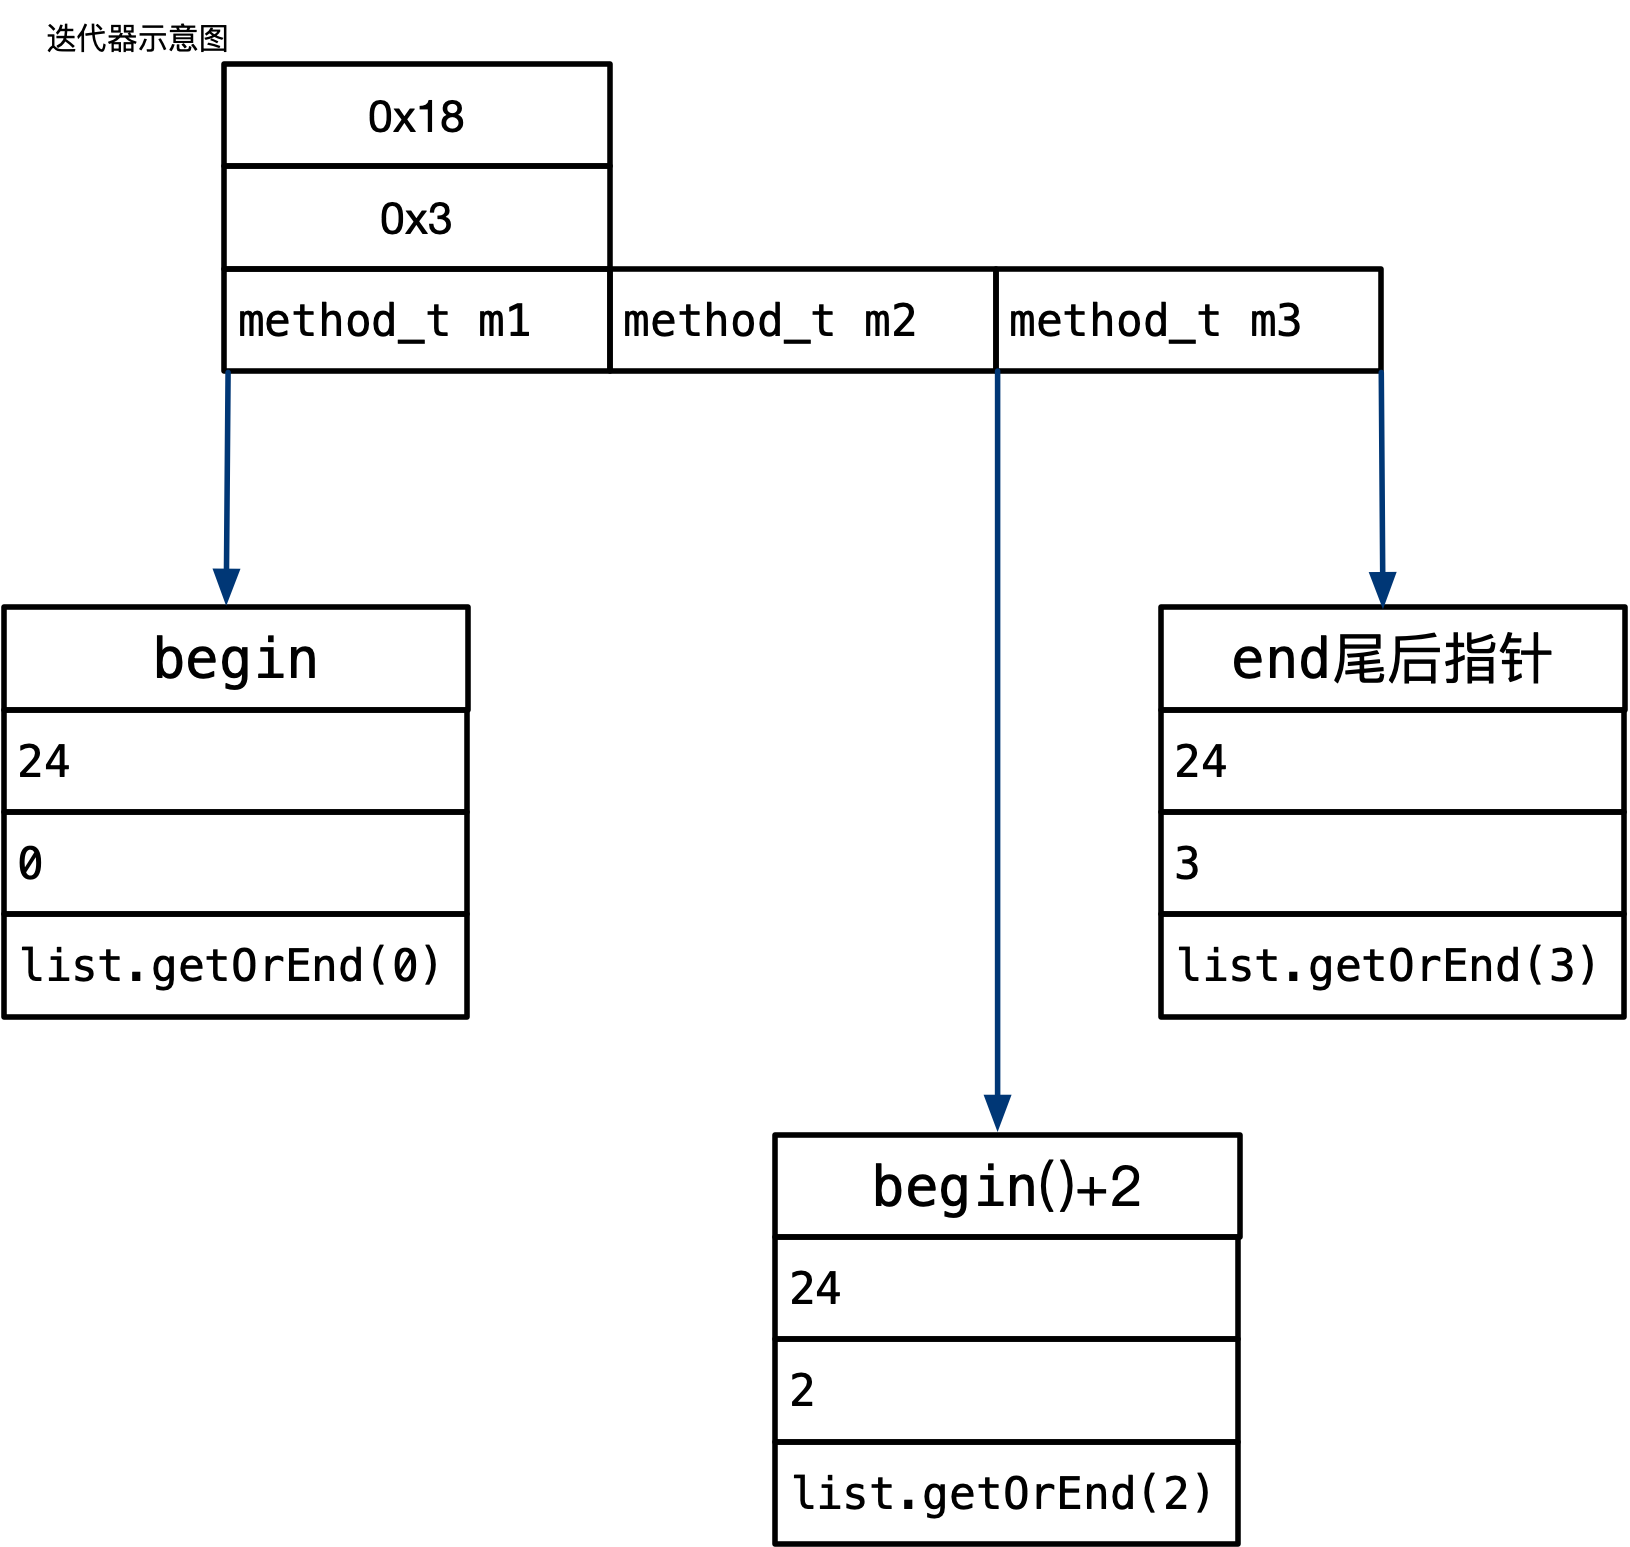 迭代器示意图
0x18
0x3
method_t m1
method_t m2
method_t m3
begin
24
0
list.getOrEnd(0)
end尾后指针
24
3
list.getOrEnd(3)
begin()+2
24
2
list.getOrEnd(2)